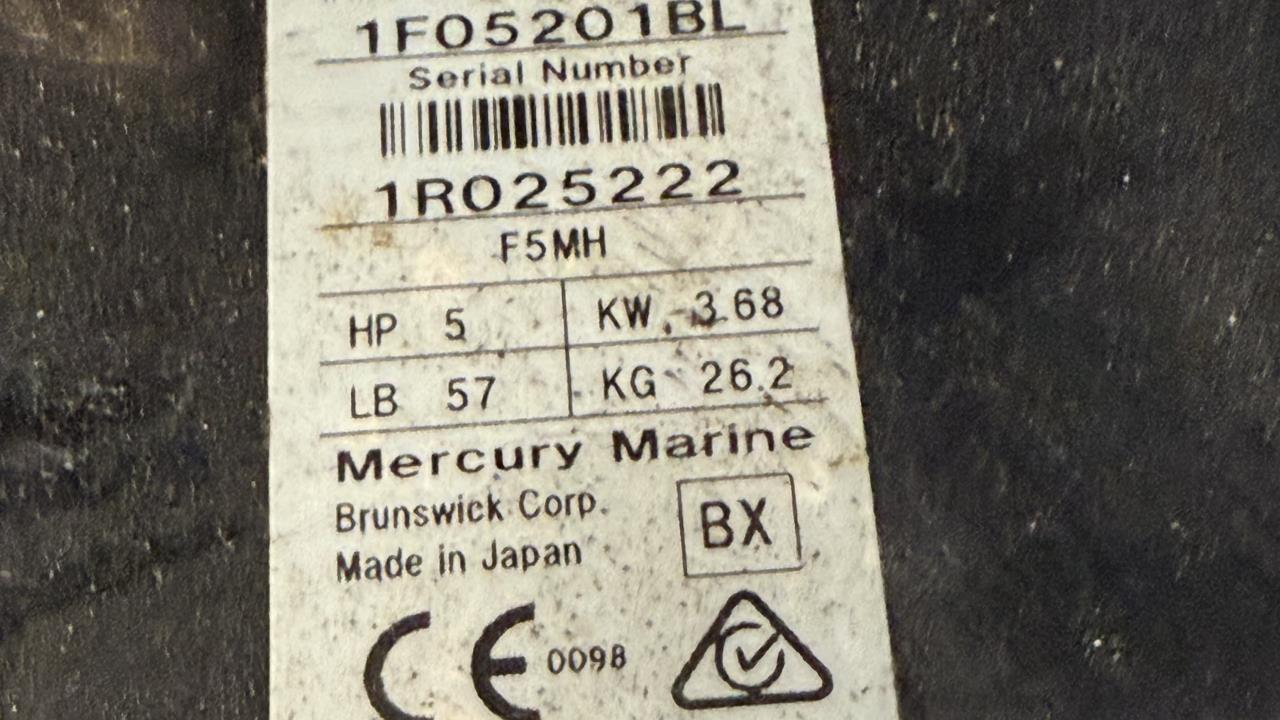 1F05201BL
Serial Number
1R025222
F5MH
HP 5 KW 3.68
LB 57 KG 26.2
Mercury Marine
Brunswick Corp.
Made in Japan
BX
CE 0098